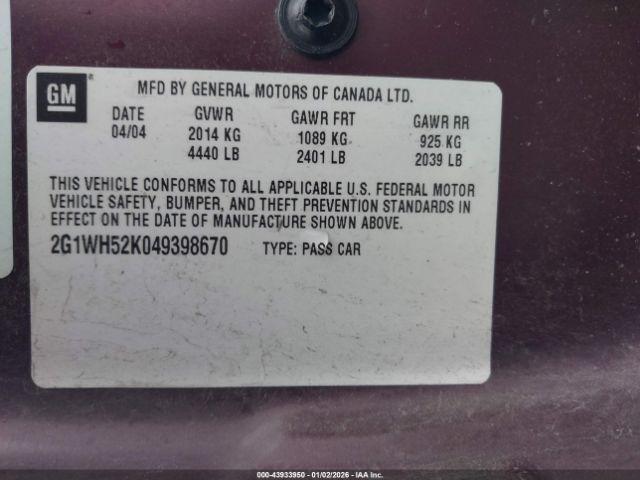 GM®
MFD BY GENERAL MOTORS OF CANADA LTD.
DATE GVWR GAWR FRT GAWR RR
04/04 2014 KG 1089 KG 925 KG
4440 LB 2401 LB 2039 LB
THIS VEHICLE CONFORMS TO ALL APPLICABLE U.S. FEDERAL MOTOR
VEHICLE SAFETY, BUMPER, AND THEFT PREVENTION STANDARDS IN
EFFECT ON THE DATE OF MANUFACTURE SHOWN ABOVE.
2G1WH52K049398670 TYPE: PASS CAR
000-43933950 | 01/02/2026 - IAA Inc.